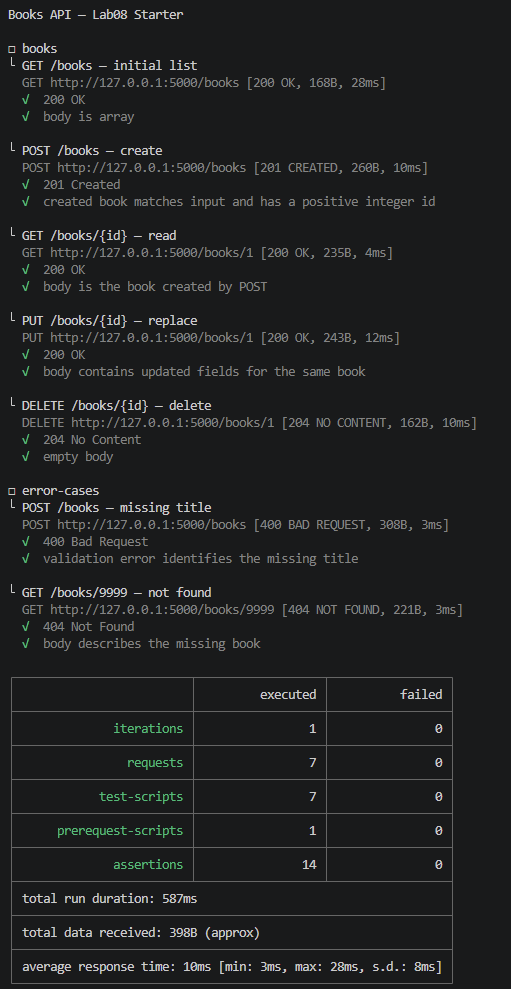 Books API – Lab08 Starter
□ books
└ GET /books – initial list
GET http://127.0.0.1:5000/books [200 OK, 168B, 28ms]
√ 200 OK
√ body is array
└ POST /books – create
POST http://127.0.0.1:5000/books [201 CREATED, 260B, 10ms]
√ 201 Created
√ created book matches input and has a positive integer id
└ GET /books/{id} – read
GET http://127.0.0.1:5000/books/1 [200 OK, 235B, 4ms]
√ 200 OK
√ body is the book created by POST
└ PUT /books/{id} – replace
PUT http://127.0.0.1:5000/books/1 [200 OK, 243B, 12ms]
√ 200 OK
√ body contains updated fields for the same book
└ DELETE /books/{id} – delete
DELETE http://127.0.0.1:5000/books/1 [204 NO CONTENT, 162B, 10ms]
√ 204 No Content
√ empty body
□ error-cases
└ POST /books – missing title
POST http://127.0.0.1:5000/books [400 BAD REQUEST, 308B, 3ms]
√ 400 Bad Request
√ validation error identifies the missing title
└ GET /books/9999 – not found
GET http://127.0.0.1:5000/books/9999 [404 NOT FOUND, 221B, 3ms]
√ 404 Not Found
√ body describes the missing book
executed failed
iterations 1 0
requests 7 0
test-scripts 7 0
prerequest-scripts 1 0
assertions 14 0
total run duration: 587ms
total data received: 398B (approx)
average response time: 10ms [min: 3ms, max: 28ms, s.d.: 8ms]